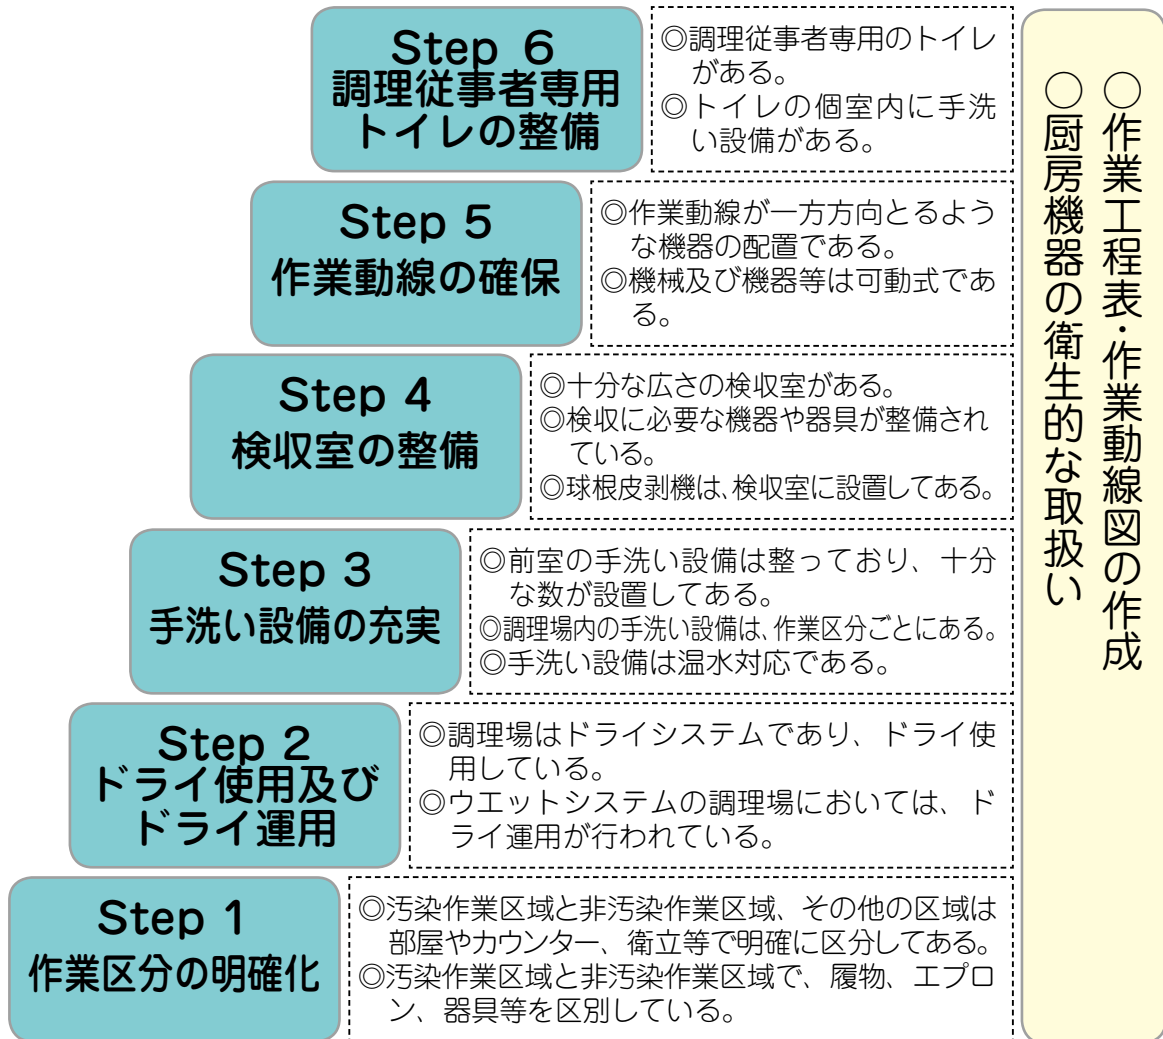 Step 6
調理従事者専用
トイレの整備
◎調理従事者専用のトイレ
がある。
◎トイレの個室内に手洗
い設備がある。
Step 5
作業動線の確保
◎作業動線が一方方向とるよう
な機器の配置である。
◎機械及び機器等は可動式であ
る。
Step 4
検収室の整備
◎十分な広さの検収室がある。
◎検収に必要な機器や器具が整備され
ている。
◎球根皮剥機は、検収室に設置してある。
Step 3
手洗い設備の充実
◎前室の手洗い設備は整っており、十分
な数が設置してある。
◎調理場内の手洗い設備は、作業区分ごとにある。
◎手洗い設備は温水対応である。
Step 2
ドライ使用及び
ドライ運用
◎調理場はドライシステムであり、ドライ使
用している。
◎ウエットシステムの調理場においては、ド
ライ運用が行われている。
Step 1
作業区分の明確化
◎汚染作業区域と非汚染作業区域、その他の区域は
部屋やカウンター、衛立等で明確に区分してある。
◎汚染作業区域と非汚染作業区域で、履物、エプロ
ン、器具等を区別している。
○作業工程表・作業動線図の作成
○厨房機器の衛生的な取扱い